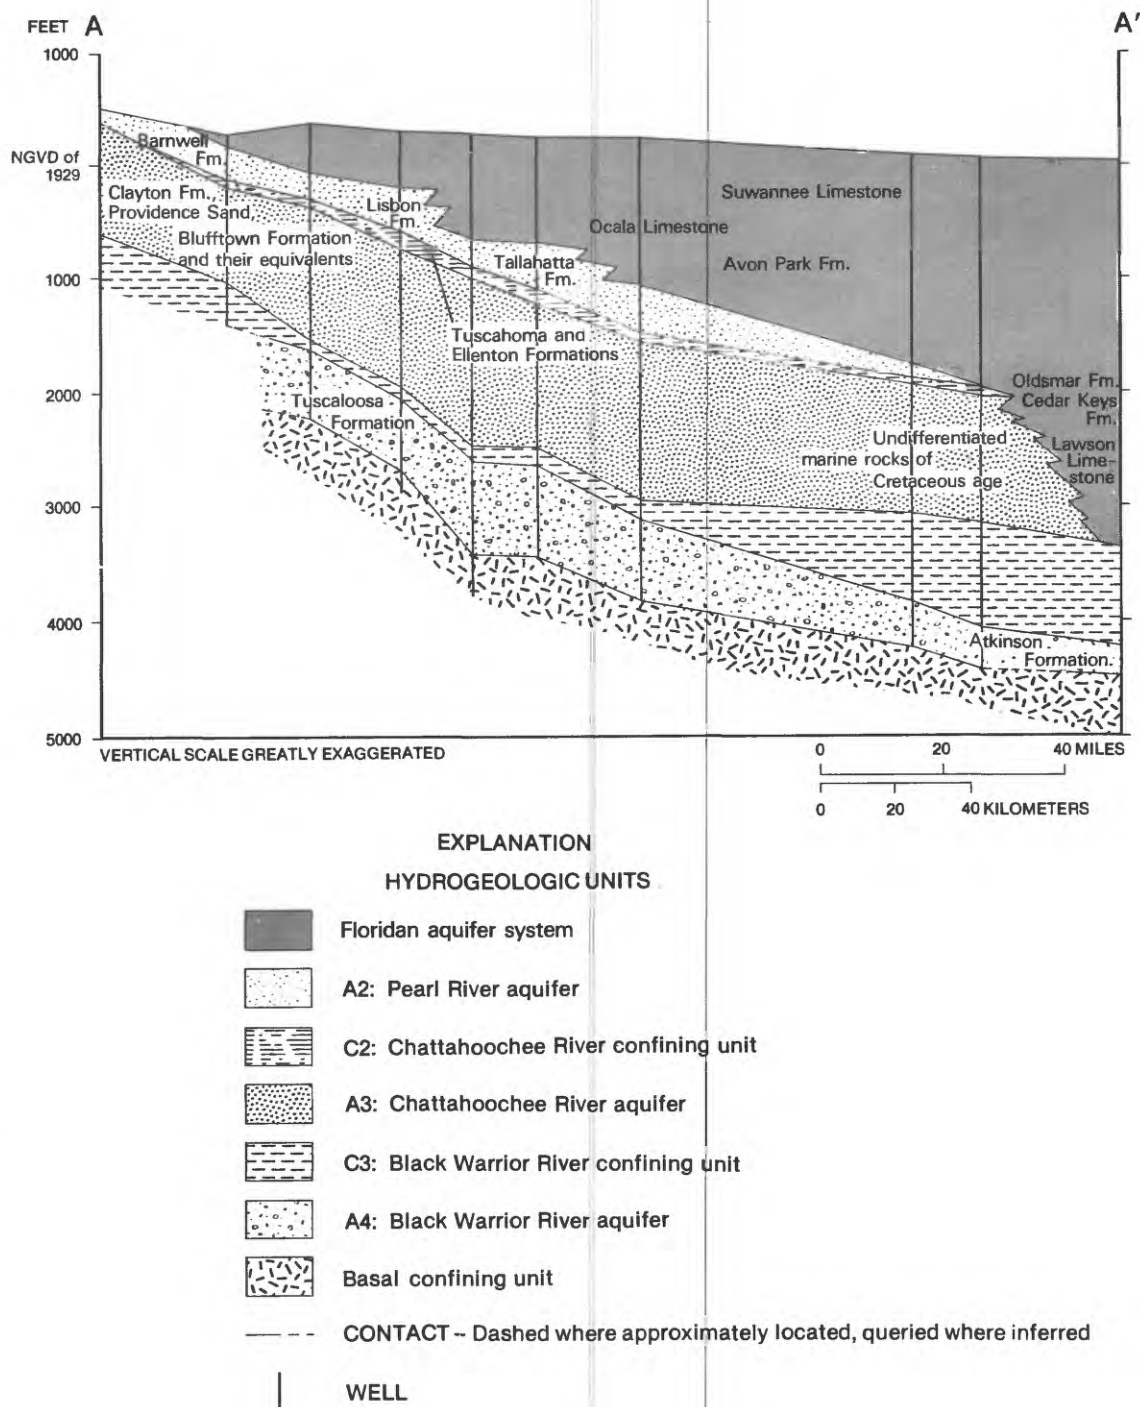 FEET A
A'
1000
NGVD of
1929
1000
2000
3000
4000
5000
Barnwell
Fm.
Clayton Fm.
Providence Sand,
Blufftown Formation
and their equivalents
Lisbon
Fm.
Tallahatta
Fm.
Tuscahoma and
Ellenton Formations
Tuscaloosa
Formation
Suwannee Limestone
Ocala Limestone
Avon Park Fm.
Oldsmar Fm.
Cedar Keys
Fm.
Lawson
Lime-
stone
Undifferentiated
marine rocks of
Cretaceous age
Atkinson
Formation.
VERTICAL SCALE GREATLY EXAGGERATED
0 20 40 MILES
0 20 40 KILOMETERS
EXPLANATION
HYDROGEOLOGIC UNITS
Floridan aquifer system
A2: Pearl River aquifer
C2: Chattahoochee River confining unit
A3: Chattahoochee River aquifer
C3: Black Warrior River confining unit
A4: Black Warrior River aquifer
Basal confining unit
CONTACT -- Dashed where approximately located, queried where inferred
WELL